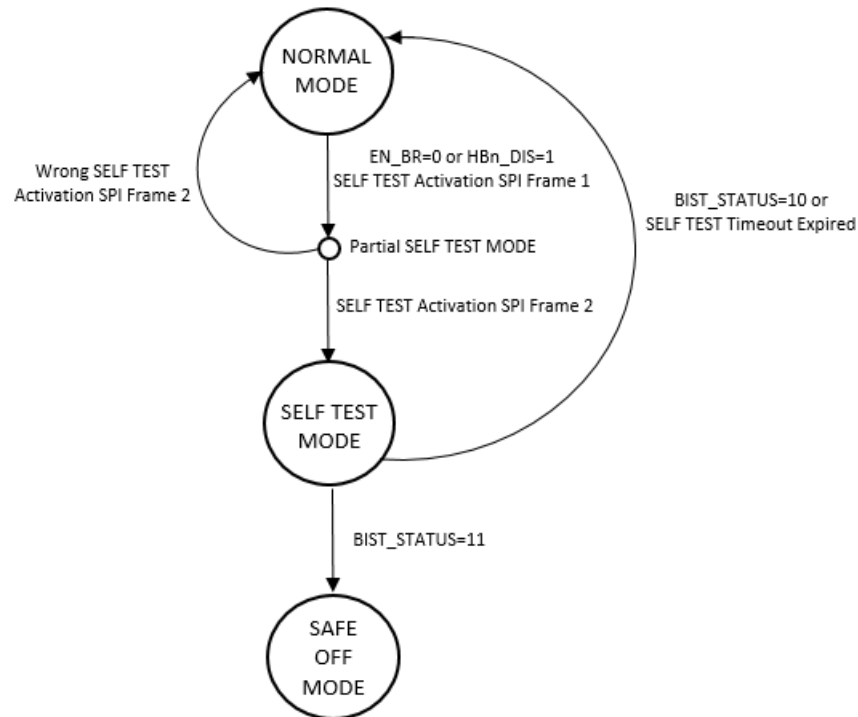 NORMAL
MODE
EN_BR=0 or HBn_DIS=1
SELF TEST Activation SPI Frame 1
Wrong SELF TEST
Activation SPI Frame 2
BIST_STATUS=10 or
SELF TEST Timeout Expired
Partial SELF TEST MODE
SELF TEST Activation SPI Frame 2
SELF TEST
MODE
BIST_STATUS=11
SAFE
OFF
MODE